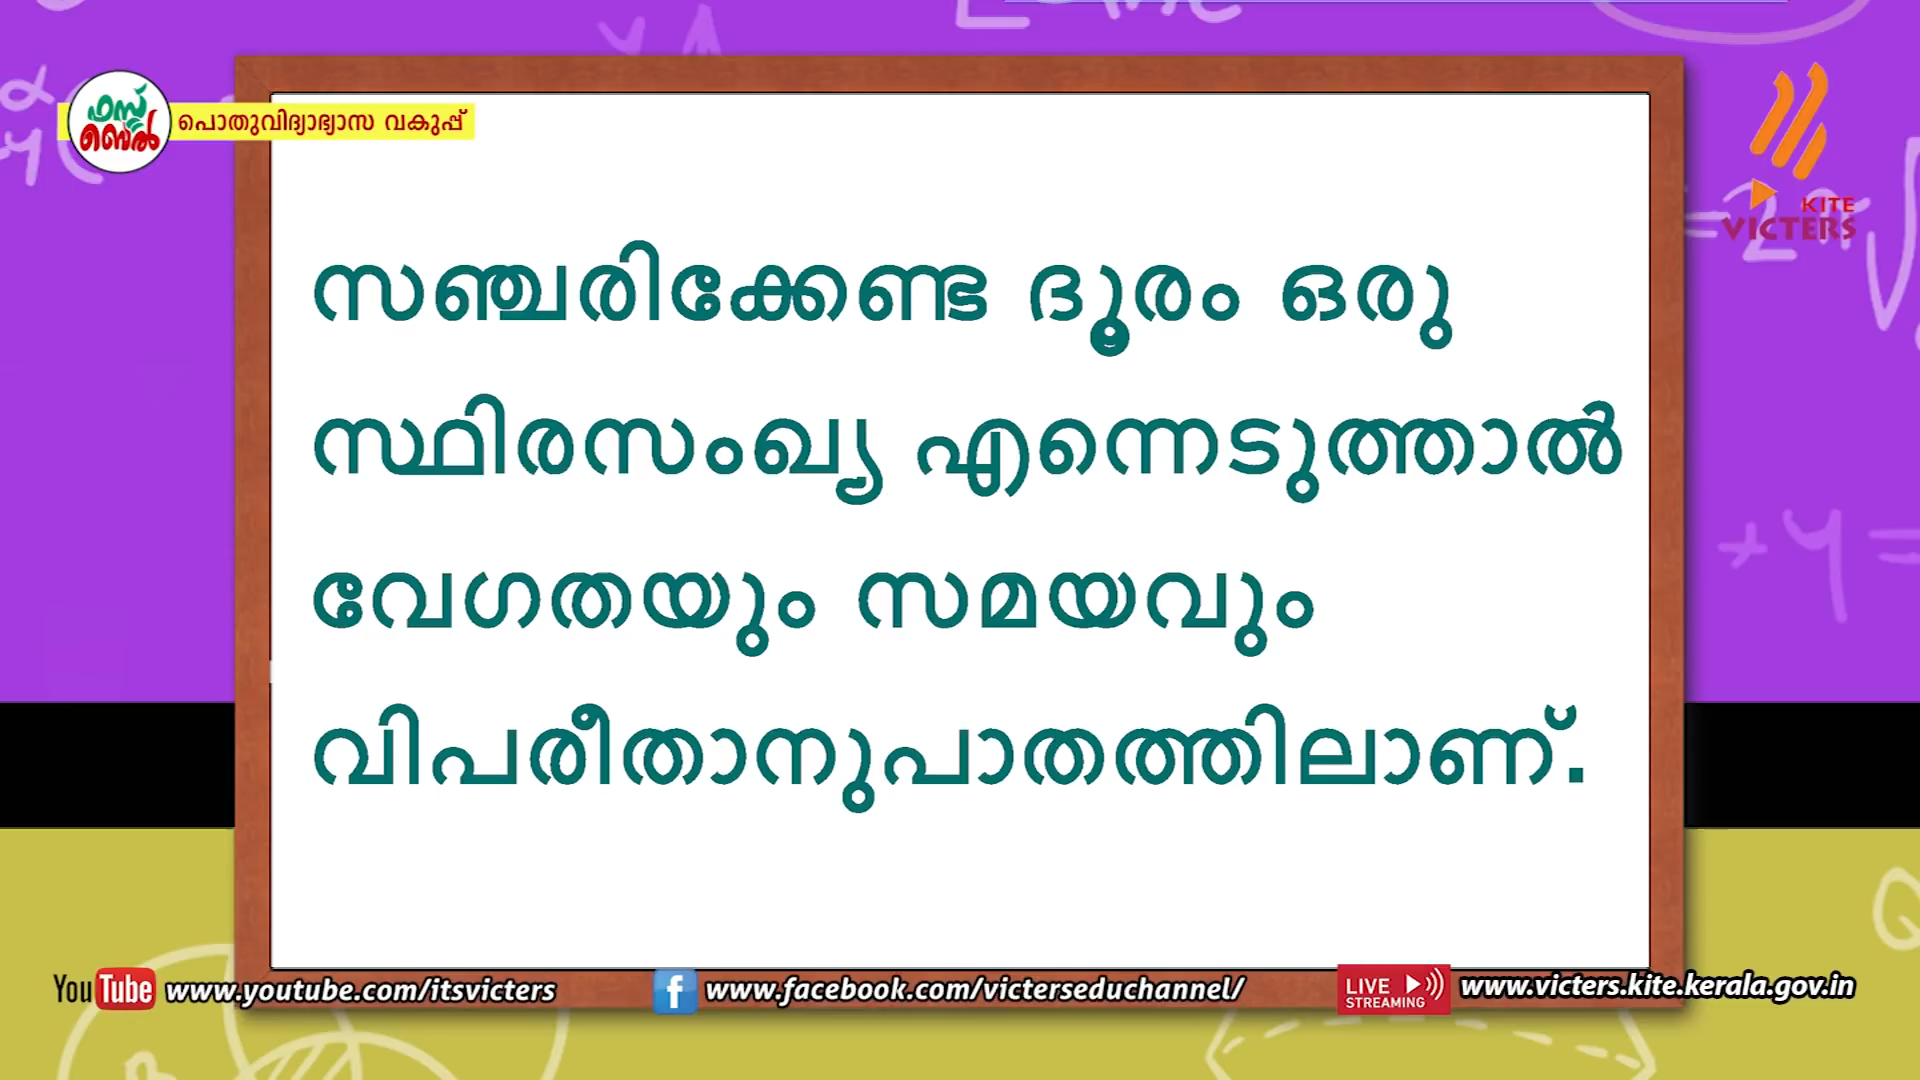 ഫസ്റ്റ്
ബെൽ
പൊതുവിദ്യാഭ്യാസ വകുപ്പ്
KITE
VICTERS
സഞ്ചരിക്കേണ്ട ദൂരം ഒരു
സ്ഥിരസംഖ്യ എന്നെടുത്താൽ
വേഗതയും സമയവും
വിപരീതാനുപാതത്തിലാണ്.
YouTube www.youtube.com/itsvicters
f www.facebook.com/victerseduchannel/
LIVE STREAMING www.victers.kite.kerala.gov.in